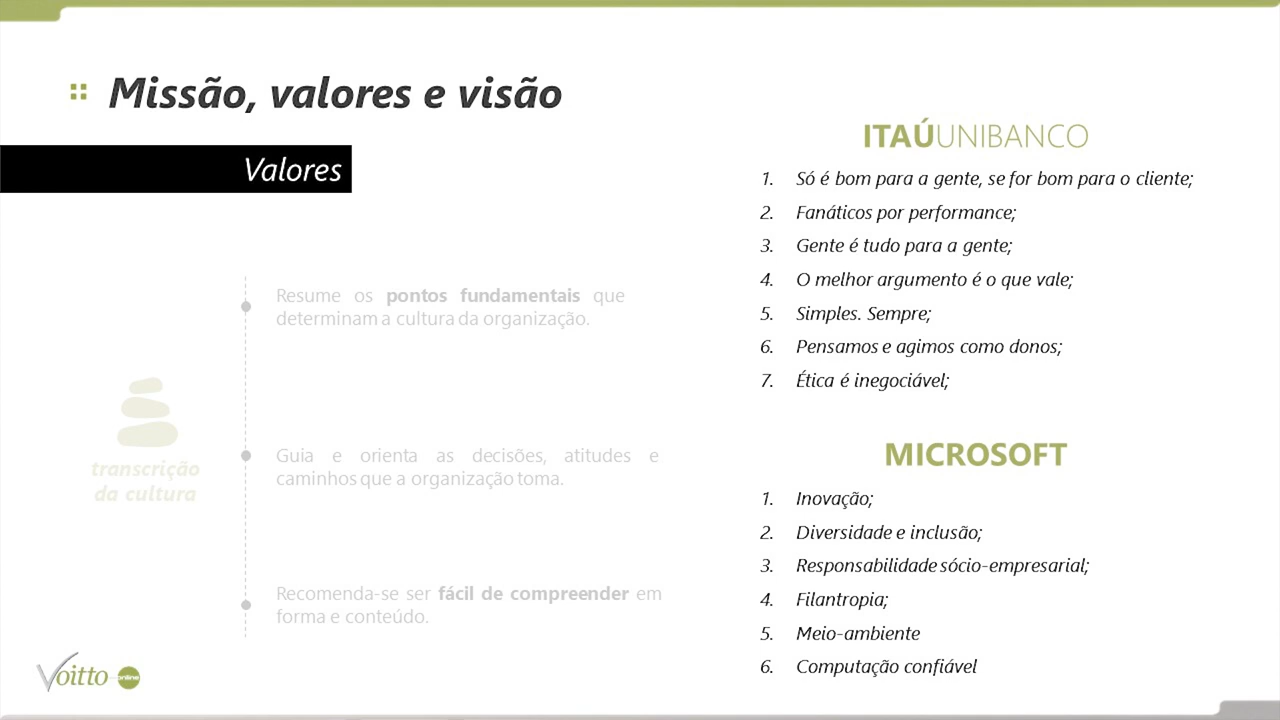 Missão, valores e visão
Valores
Resume os pontos fundamentais que
determinam a cultura da organização.
transcrição
da cultura
Guia e orienta as decisões, atitudes e
caminhos que a organização toma.
Recomenda-se ser fácil de compreender em
forma e conteúdo.
Voitto online
ITAÚUNIBANCO
1. Só é bom para a gente, se for bom para o cliente;
2. Fanáticos por performance;
3. Gente é tudo para a gente;
4. O melhor argumento é o que vale;
5. Simples. Sempre;
6. Pensamos e agimos como donos;
7. Ética é inegociável;
MICROSOFT
1. Inovação;
2. Diversidade e inclusão;
3. Responsabilidade sócio-empresarial;
4. Filantropia;
5. Meio-ambiente
6. Computação confiável